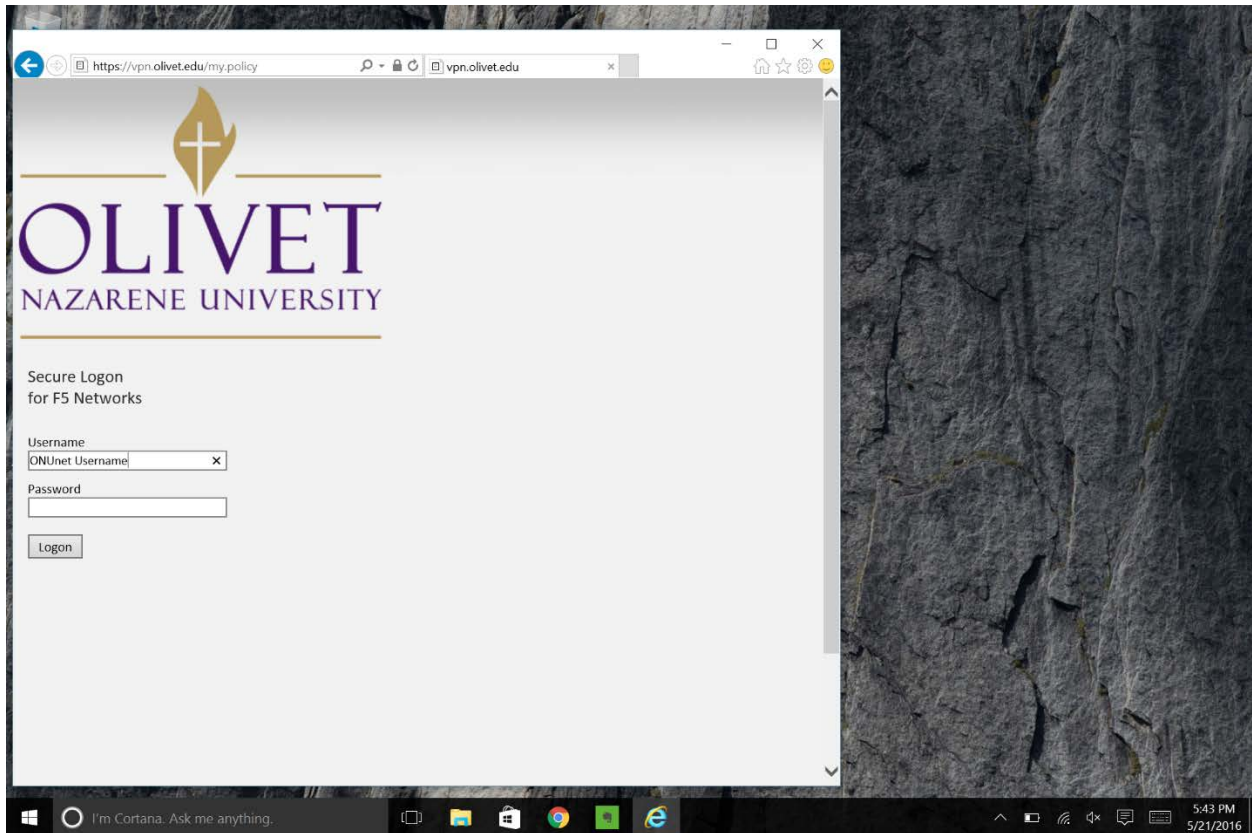 https://vpn.olivet.edu/my.policy
vpn.olivet.edu
OLIVET
NAZARENE UNIVERSITY
Secure Logon
for F5 Networks
Username
ONUnet Username
Password
Logon
I'm Cortana. Ask me anything.
5:43 PM
5/21/2016